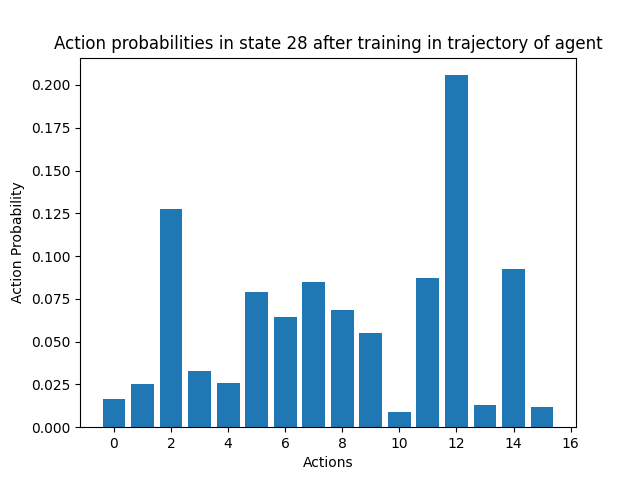 Action probabilities in state 28 after training in trajectory of agent
0.200
0.175
0.150
0.125
0.100
0.075
0.050
0.025
0.000
Action Probability
0 2 4 6 8 10 12 14 16
Actions